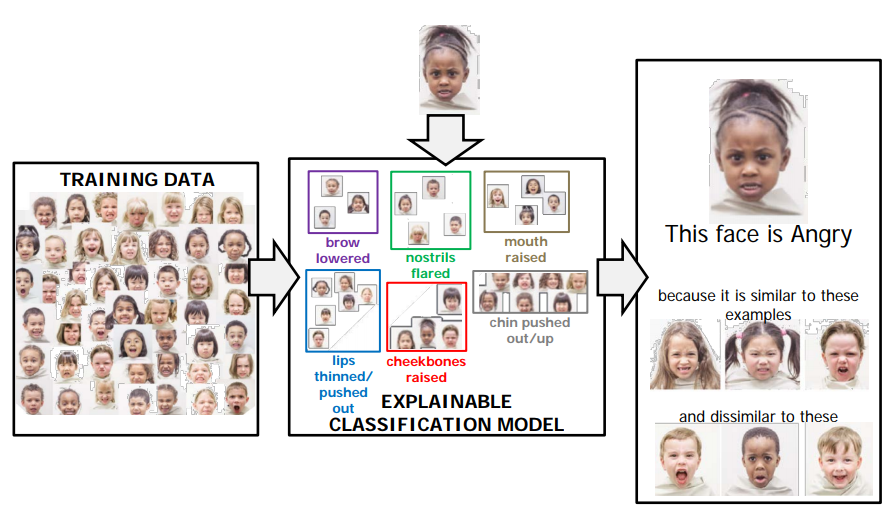 TRAINING DATA
brow
lowered
nostrils
flared
mouth
raised
lips
thinned/
pushed
out
cheekbones
raised
chin pushed
out/up
EXPLAINABLE
CLASSIFICATION MODEL
This face is Angry
because it is similar to these
examples
and dissimilar to these